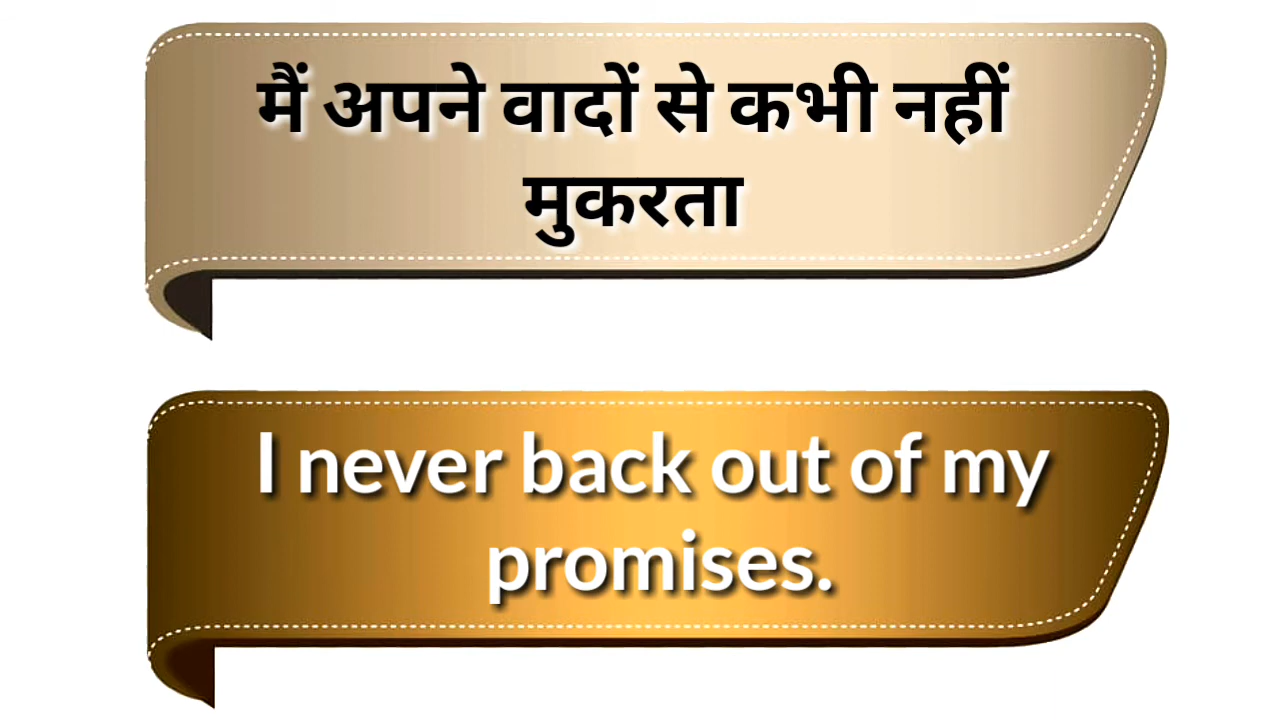 मैं अपने वादों से कभी नहीं
मुकरता
I never back out of my
promises.